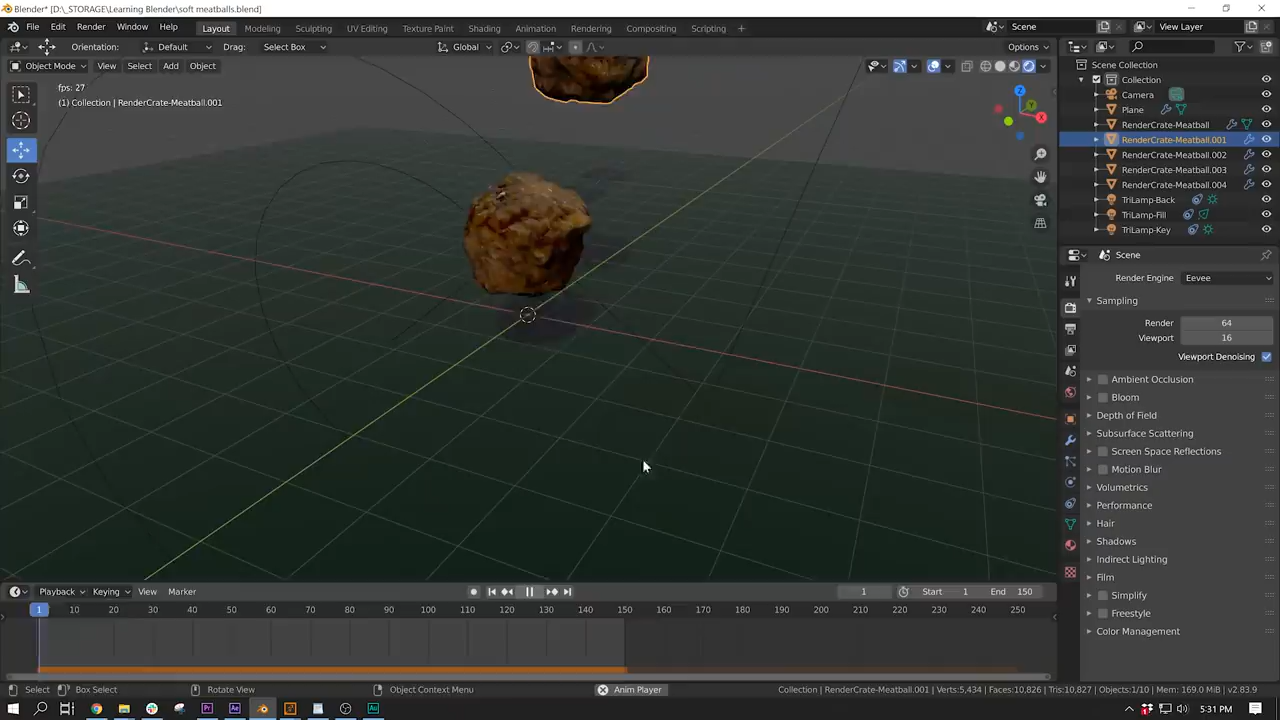 Blender* [D:\_STORAGE\Learning Blender\soft meatballs.blend]
File Edit Render Window Help Layout Modeling Sculpting UV Editing Texture Paint Shading Animation Rendering Compositing Scripting + Scene View Layer
Orientation: Default Drag: Select Box Global Options
Object Mode View Select Add Object
fps: 27
(1) Collection | RenderCrate-Meatball.001
Z
Y
X
Scene Collection
Collection
Camera
Plane
RenderCrate-Meatball
RenderCrate-Meatball.001
RenderCrate-Meatball.002
RenderCrate-Meatball.003
RenderCrate-Meatball.004
TriLamp-Back
TriLamp-Fill
TriLamp-Key
Scene
Render Engine Eevee
Sampling
Render 64
Viewport 16
Viewport Denoising
Ambient Occlusion
Bloom
Depth of Field
Subsurface Scattering
Screen Space Reflections
Motion Blur
Volumetrics
Performance
Hair
Shadows
Indirect Lighting
Film
Simplify
Freestyle
Color Management
Playback Keying View Marker 1 Start 1 End 150
1 10 20 30 40 50 60 70 80 90 100 110 120 130 140 150 160 170 180 190 200 210 220 230 240 250
Select Box Select Rotate View Object Context Menu Anim Player Collection | RenderCrate-Meatball.001 | Verts:5,434 | Faces:10,826 | Tris:10,827 | Objects:1/10 | Mem: 169.0 MiB | v2.83.9
5:31 PM